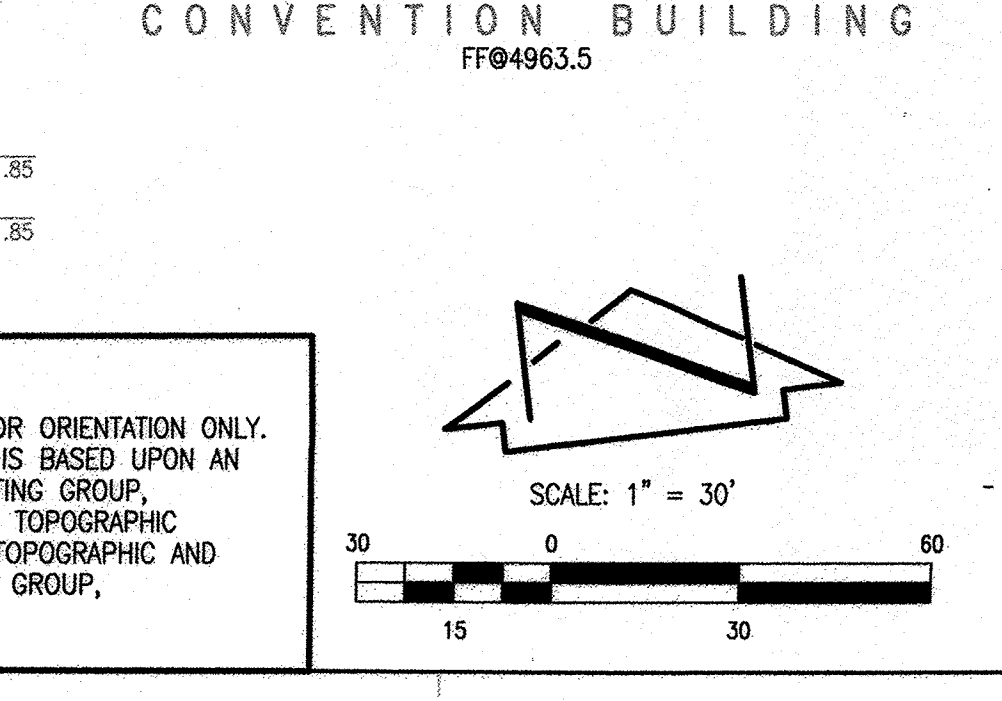 CONVENTION BUILDING
FF@4963.5
.85
.85
OR ORIENTATION ONLY.
IS BASED UPON AN
TING GROUP,
TOPOGRAPHIC
TOPOGRAPHIC AND
GROUP,
N
SCALE: 1" = 30'
30 0 60
15 30